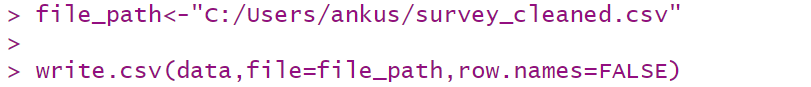 > file_path<-"C:/Users/ankus/survey_cleaned.csv"
>
> write.csv(data,file=file_path,row.names=FALSE)